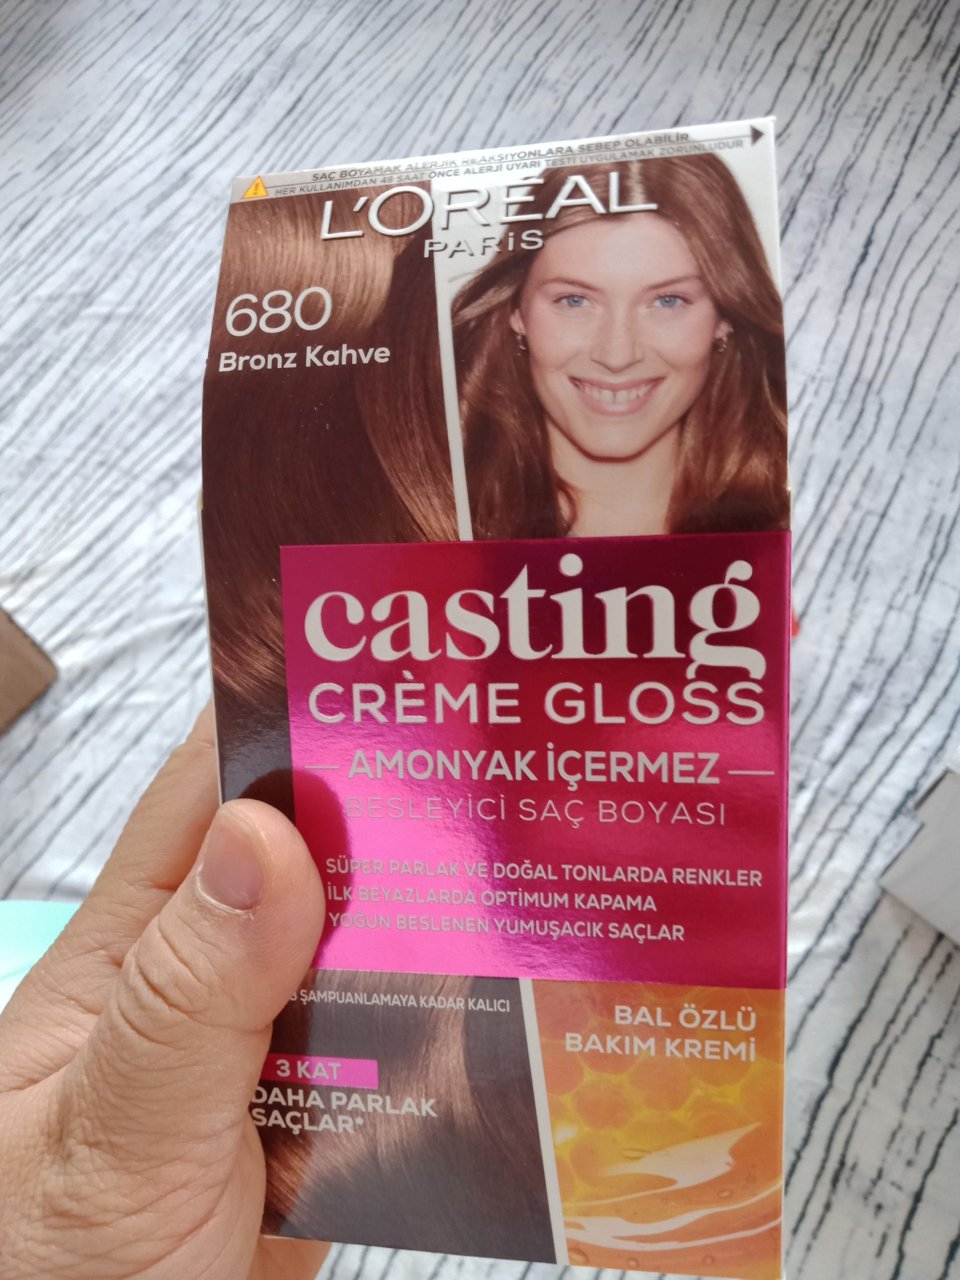 SAÇ BOYAMAK ALERJİK REAKSİYONLARA SEBEP OLABİLİR
HER KULLANIMDAN 48 SAAT ÖNCE ALERJİ UYARI TESTİ UYGULAMAK ZORUNLUDUR
L'ORÉAL
PARiS
680
Bronz Kahve
casting
CRÈME GLOSS
AMONYAK İÇERMEZ
BESLEYİCİ SAÇ BOYASI
SÜPER PARLAK VE DOĞAL TONLARDA RENKLER
İLK BEYAZLARDA OPTİMUM KAPAMA
YOĞUN BESLENEN YUMUŞACIK SAÇLAR
ŞAMPUANLAMAYA KADAR KALICI
3 KAT
DAHA PARLAK
SAÇLAR*
BAL ÖZLÜ
BAKIM KREMİ